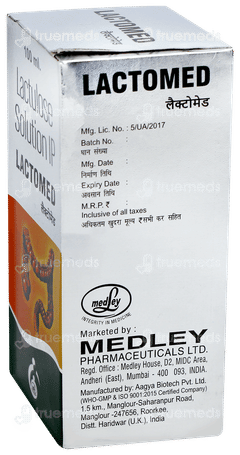 100 mL
Lactulose
Solution IP
LACTOMED
LACTOMED
लैक्टोमेड
Mfg. Lic. No. : 5/UA/2017
Batch No. :
घान संख्या
Mfg. Date :
निर्माण तिथि
Expiry Date :
अवसान तिथि
M.R.P. ₹ :
Inclusive of all taxes
अधिकतम खुदरा मूल्य ₹ सभी कर सहित
medley
INTEGRITY IN MEDICINE
Marketed by :
MEDLEY
PHARMACEUTICALS LTD.
Regd. Office : Medley House, D2, MIDC Area,
Andheri (East), Mumbai - 400 093, INDIA.
Manufactured by: Aagya Biotech Pvt. Ltd.
(WHO-GMP & ISO 9001:2015 Certified Company)
1.5 km., Manglour-Saharanpur Road,
Manglour -247656, Roorkee,
Distt. Haridwar (U.K.), India
truemeds